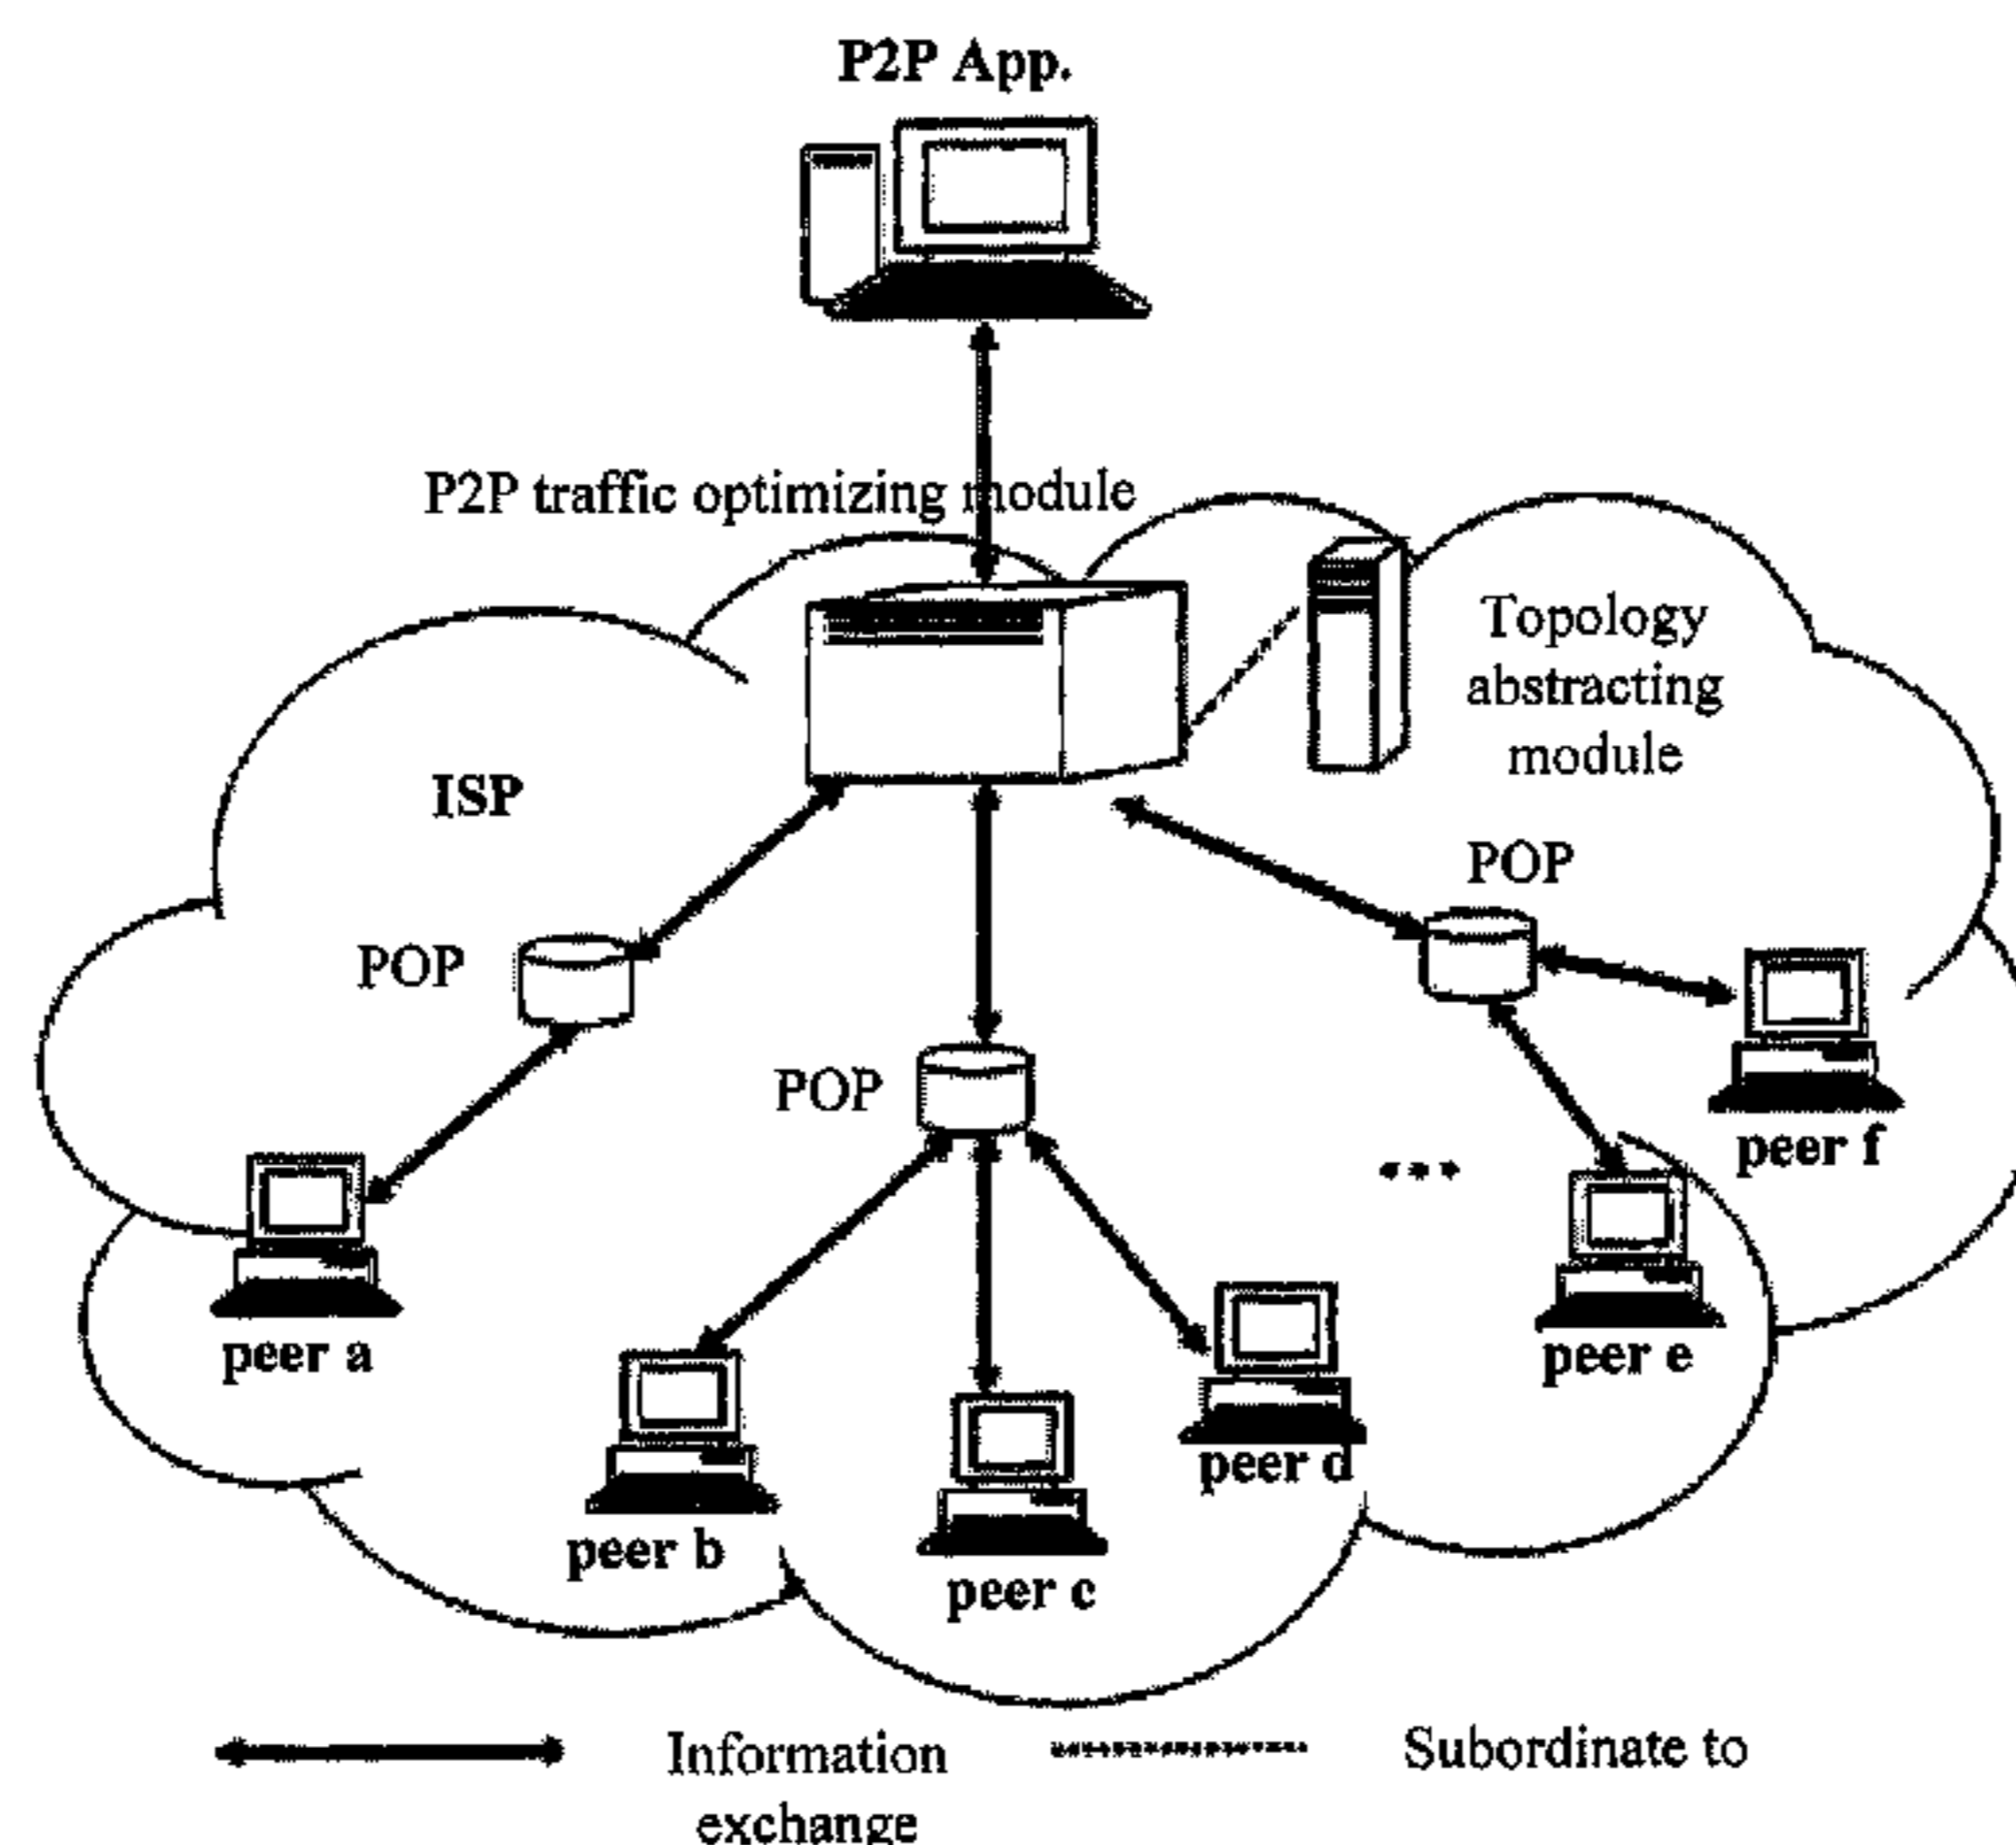 P2P App.
P2P traffic optimizing module
Topology
abstracting
module
ISP
POP
POP
POP
peer f
peer a
peer e
peer d
peer b
peer c
...
Information
exchange
Subordinate to